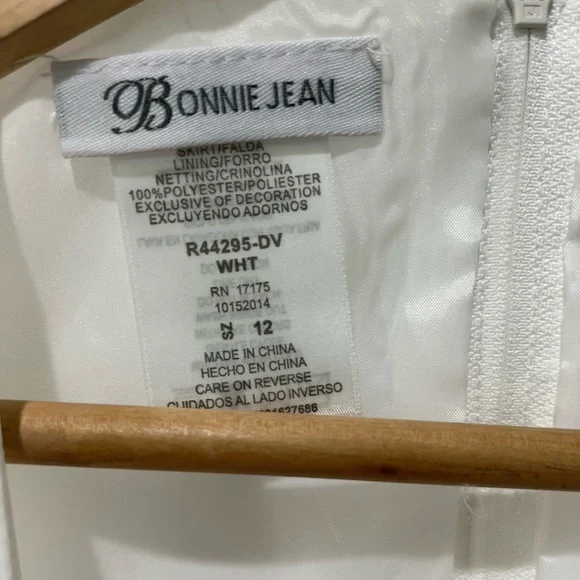 BONNIE JEAN
SKIRT/FALDA
LINING/FORRO
NETTING/CRINOLINA
100%POLYESTER/POLIESTER
EXCLUSIVE OF DECORATION
EXCLUYENDO ADORNOS
R44295-DV
WHT
RN 17175
10152014
SZ 12
MADE IN CHINA
HECHO EN CHINA
CARE ON REVERSE
CUIDADOS AL LADO INVERSO